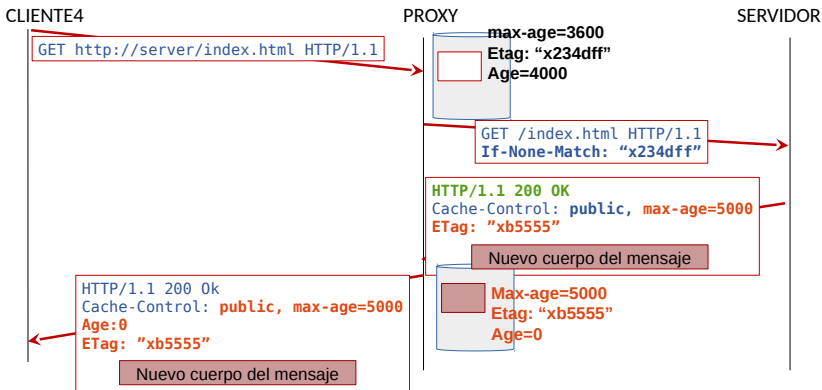 CLIENTE4
PROXY
SERVIDOR
max-age=3600
Etag: “x234dff”
Age=4000
GET http://server/index.html HTTP/1.1
GET /index.html HTTP/1.1
If-None-Match: “x234dff”
HTTP/1.1 200 OK
Cache-Control: public, max-age=5000
ETag: ”xb5555”
Nuevo cuerpo del mensaje
HTTP/1.1 200 Ok
Cache-Control: public, max-age=5000
Age:0
ETag: ”xb5555”
Nuevo cuerpo del mensaje
Max-age=5000
Etag: “xb5555”
Age=0